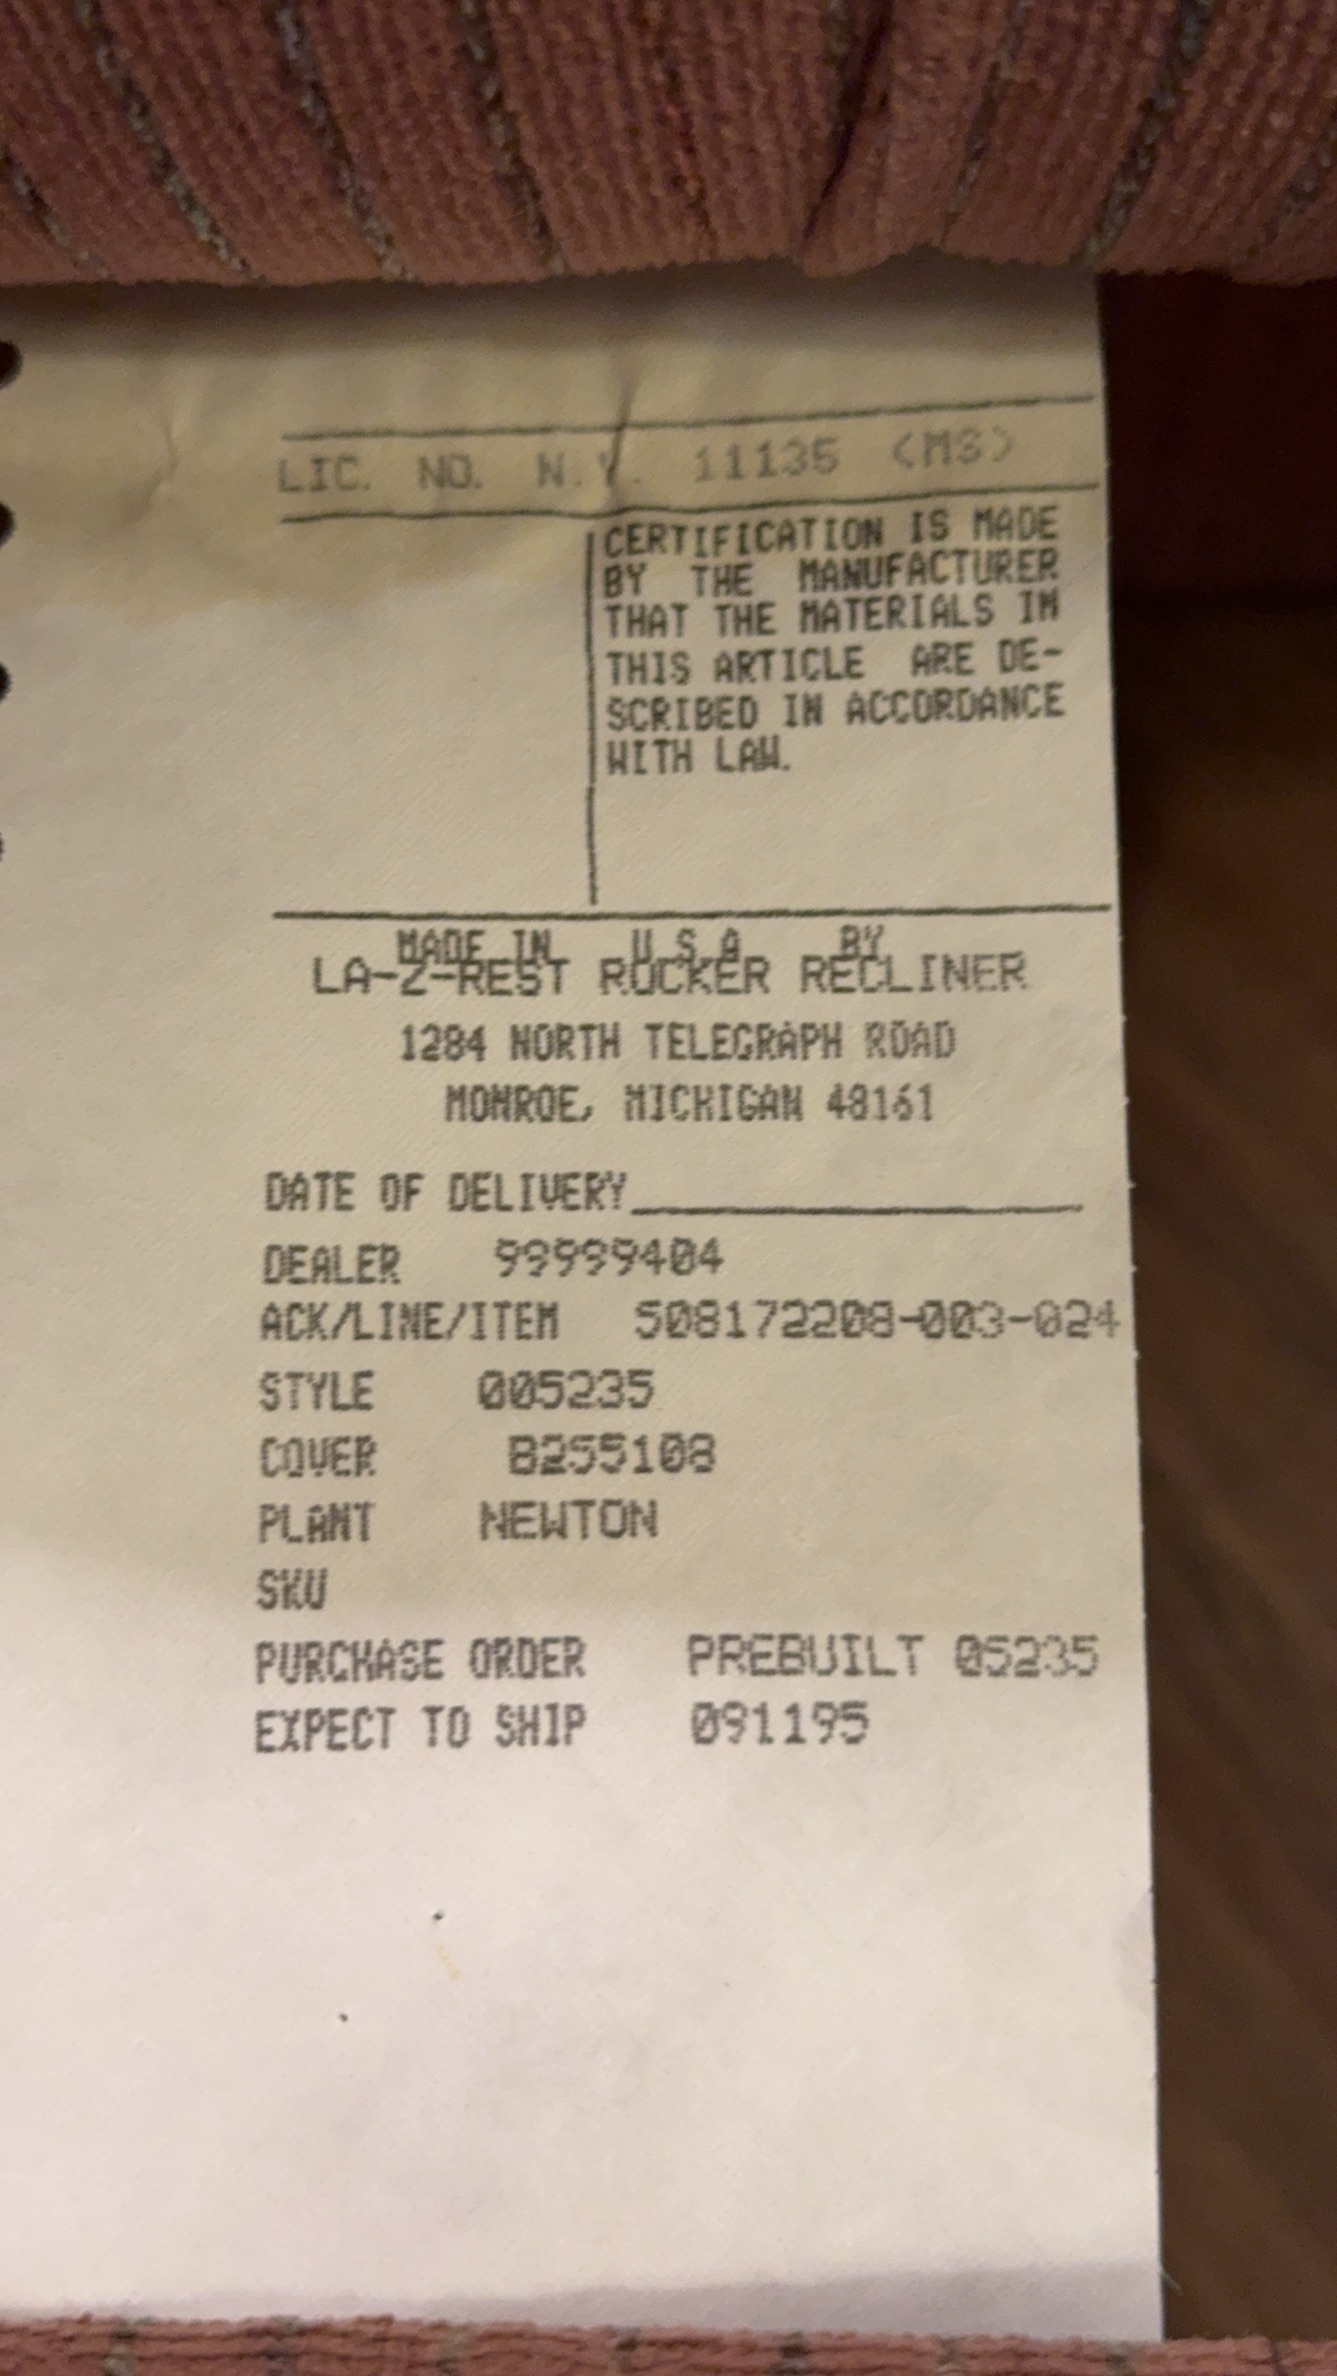 LIC. NO. N.Y. 11135 (MS)
CERTIFICATION IS MADE
BY THE MANUFACTURER
THAT THE MATERIALS IN
THIS ARTICLE ARE DE-
SCRIBED IN ACCORDANCE
WITH LAW.
MADE IN U.S.A BY
LA-Z-REST ROCKER RECLINER
1284 NORTH TELEGRAPH ROAD
MONROE, MICHIGAN 48161
DATE OF DELIVERY
DEALER 99999404
ACK/LINE/ITEM 508172208-003-024
STYLE 005235
COVER B255108
PLANT NEWTON
SKU
PURCHASE ORDER PREBUILT 05235
EXPECT TO SHIP 091195